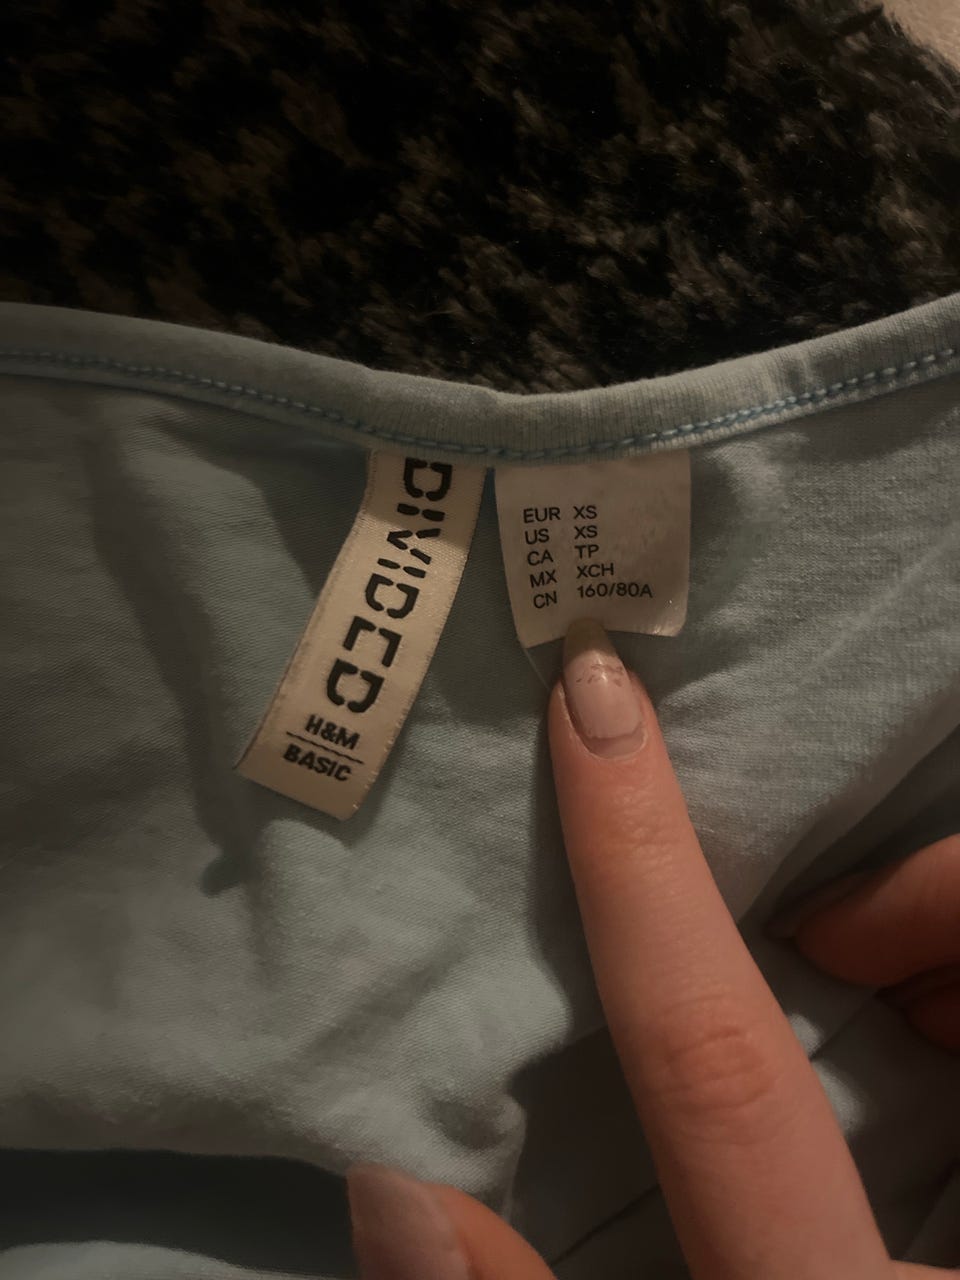 DIVIDED
H&M
BASIC
EUR XS
US XS
CA TP
MX XCH
CN 160/80A